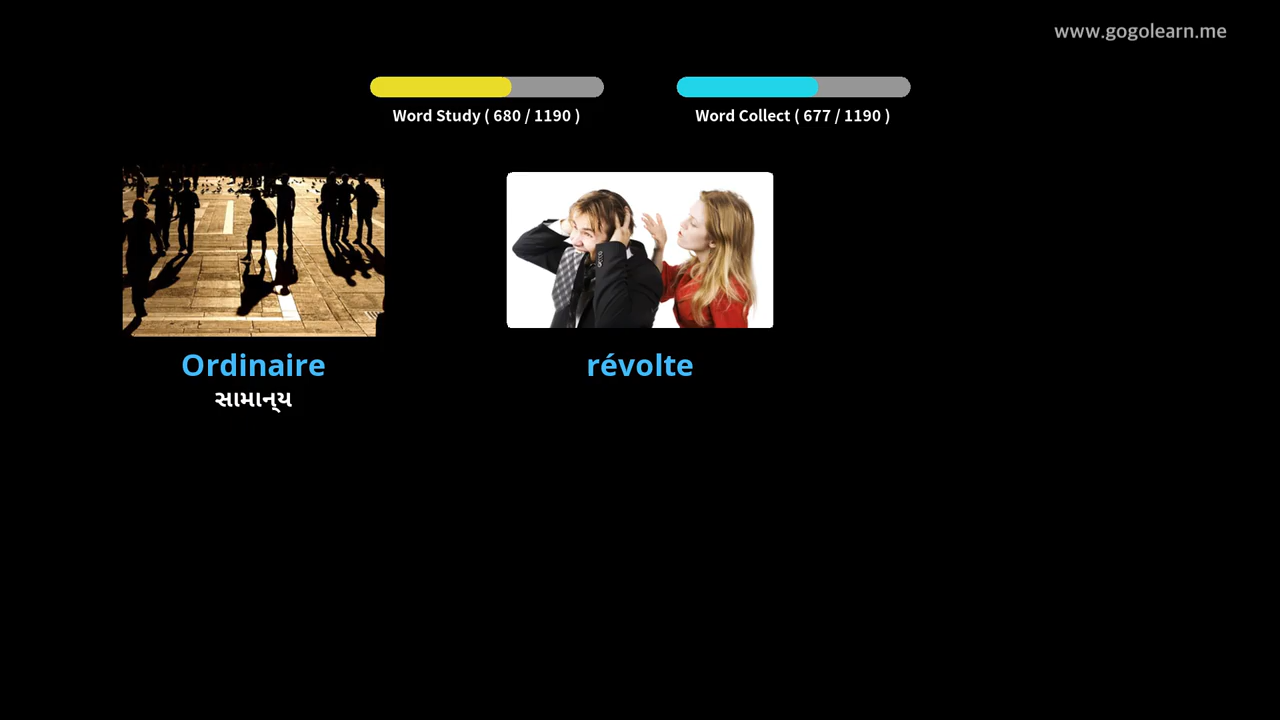 www.gogolearn.me
Word Study ( 680 / 1190 )
Word Collect ( 677 / 1190 )
Ordinaire
સામાન્ય
révolte